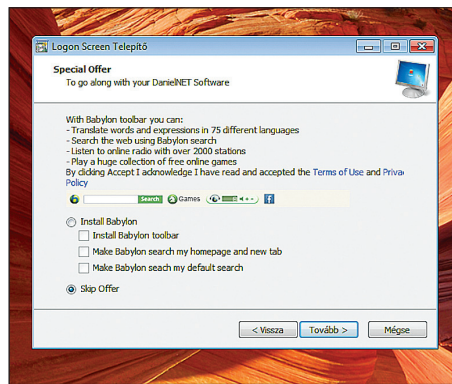 Logon Screen Telepítő
Special Offer
To go along with your DanielNET Software
With Babylon toolbar you can:
- Translate words and expressions in 75 different languages
- Search the web using Babylon search
- Listen to online radio with over 2000 stations
- Play a huge collection of free online games
By clicking Accept I acknowledge I have read and accepted the Terms of Use and Priva
Policy
Search Games
Install Babylon
Install Babylon toolbar
Make Babylon search my homepage and new tab
Make Babylon seach my default search
Skip Offer
< Vissza Tovább > Mégse